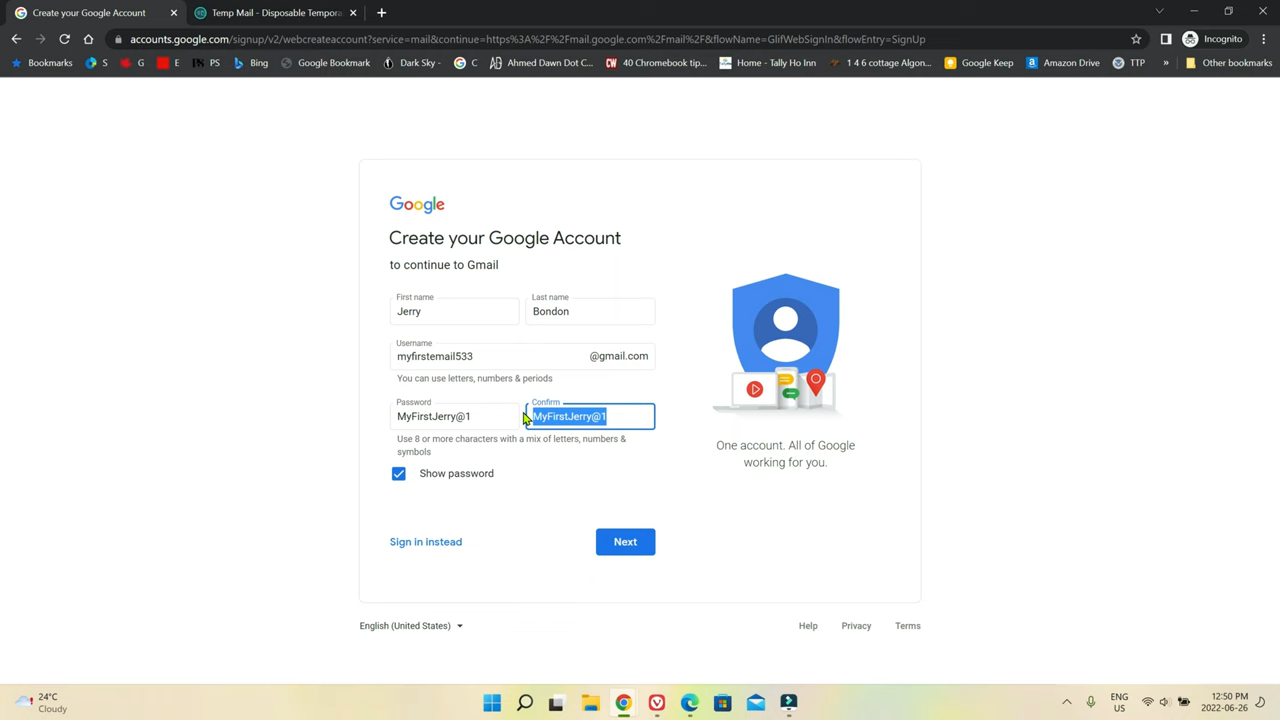 Create your Google Account
Temp Mail - Disposable Tempora
accounts.google.com/signup/v2/webcreateaccount?service=mail&continue=https%3A%2F%2Fmail.google.com%2Fmail%2F&flowName=GlifWebSignIn&flowEntry=SignUp
Incognito
Bookmarks
S
G
E
PS
Bing
Google Bookmark
Dark Sky -
C
Ahmed Dawn Dot C...
40 Chromebook tip...
Home - Tally Ho Inn
1 4 6 cottage Algon...
Google Keep
Amazon Drive
TTP
»
Other bookmarks
Google
Create your Google Account
to continue to Gmail
First name
Jerry
Last name
Bondon
Username
myfirstemail533
@gmail.com
You can use letters, numbers & periods
Password
MyFirstJerry@1
Confirm
MyFirstJerry@1
Use 8 or more characters with a mix of letters, numbers &
symbols
Show password
Sign in instead
Next
One account. All of Google
working for you.
English (United States)
Help
Privacy
Terms
24°C
Cloudy
ENG
US
12:50 PM
2022-06-26